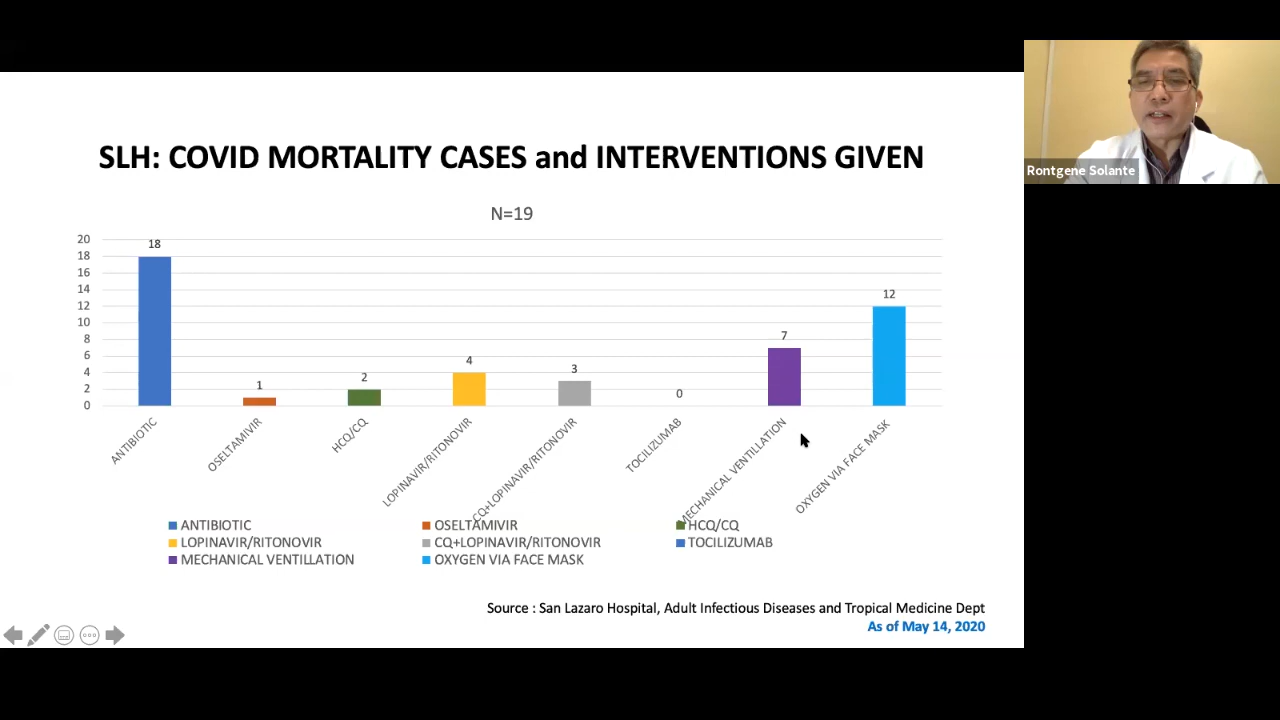 SLH: COVID MORTALITY CASES and INTERVENTIONS GIVEN
Rontgene Solante
N=19
20
18
16
14
12
10
8
6
4
2
0
18
1
2
4
3
0
7
12
ANTIBIOTIC
OSELTAMIVIR
HCQ/CQ
LOPINAVIR/RITONOVIR
CQ+LOPINAVIR/RITONOVIR
TOCILIZUMAB
MECHANICAL VENTILLATION
OXYGEN VIA FACE MASK
ANTIBIOTIC
OSELTAMIVIR
HCQ/CQ
LOPINAVIR/RITONOVIR
CQ+LOPINAVIR/RITONOVIR
TOCILIZUMAB
MECHANICAL VENTILLATION
OXYGEN VIA FACE MASK
Source : San Lazaro Hospital, Adult Infectious Diseases and Tropical Medicine Dept
As of May 14, 2020